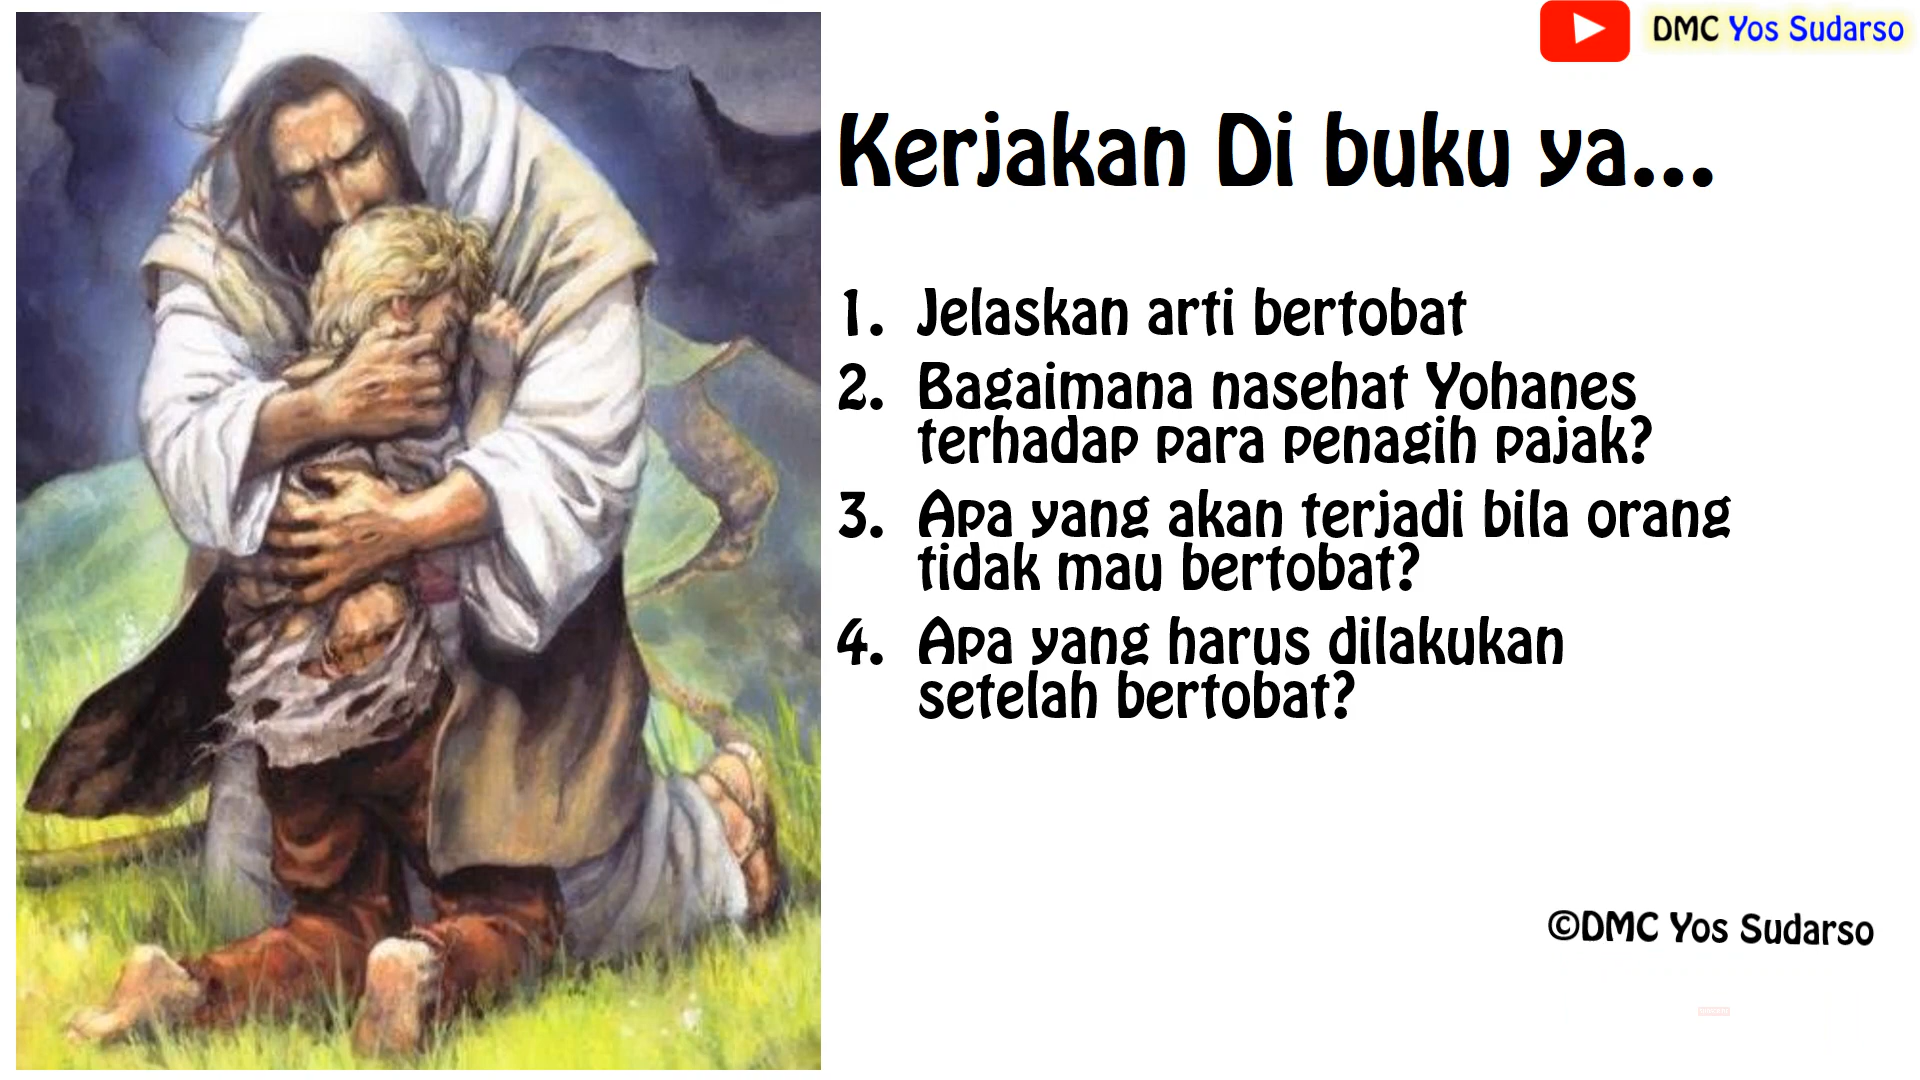 DMC Yos Sudarso
Kerjakan Di buku ya...
1. Jelaskan arti bertobat
2. Bagaimana nasehat Yohanes
terhadap para penagih pajak?
3. Apa yang akan terjadi bila orang
tidak mau bertobat?
4. Apa yang harus dilakukan
setelah bertobat?
©DMC Yos Sudarso